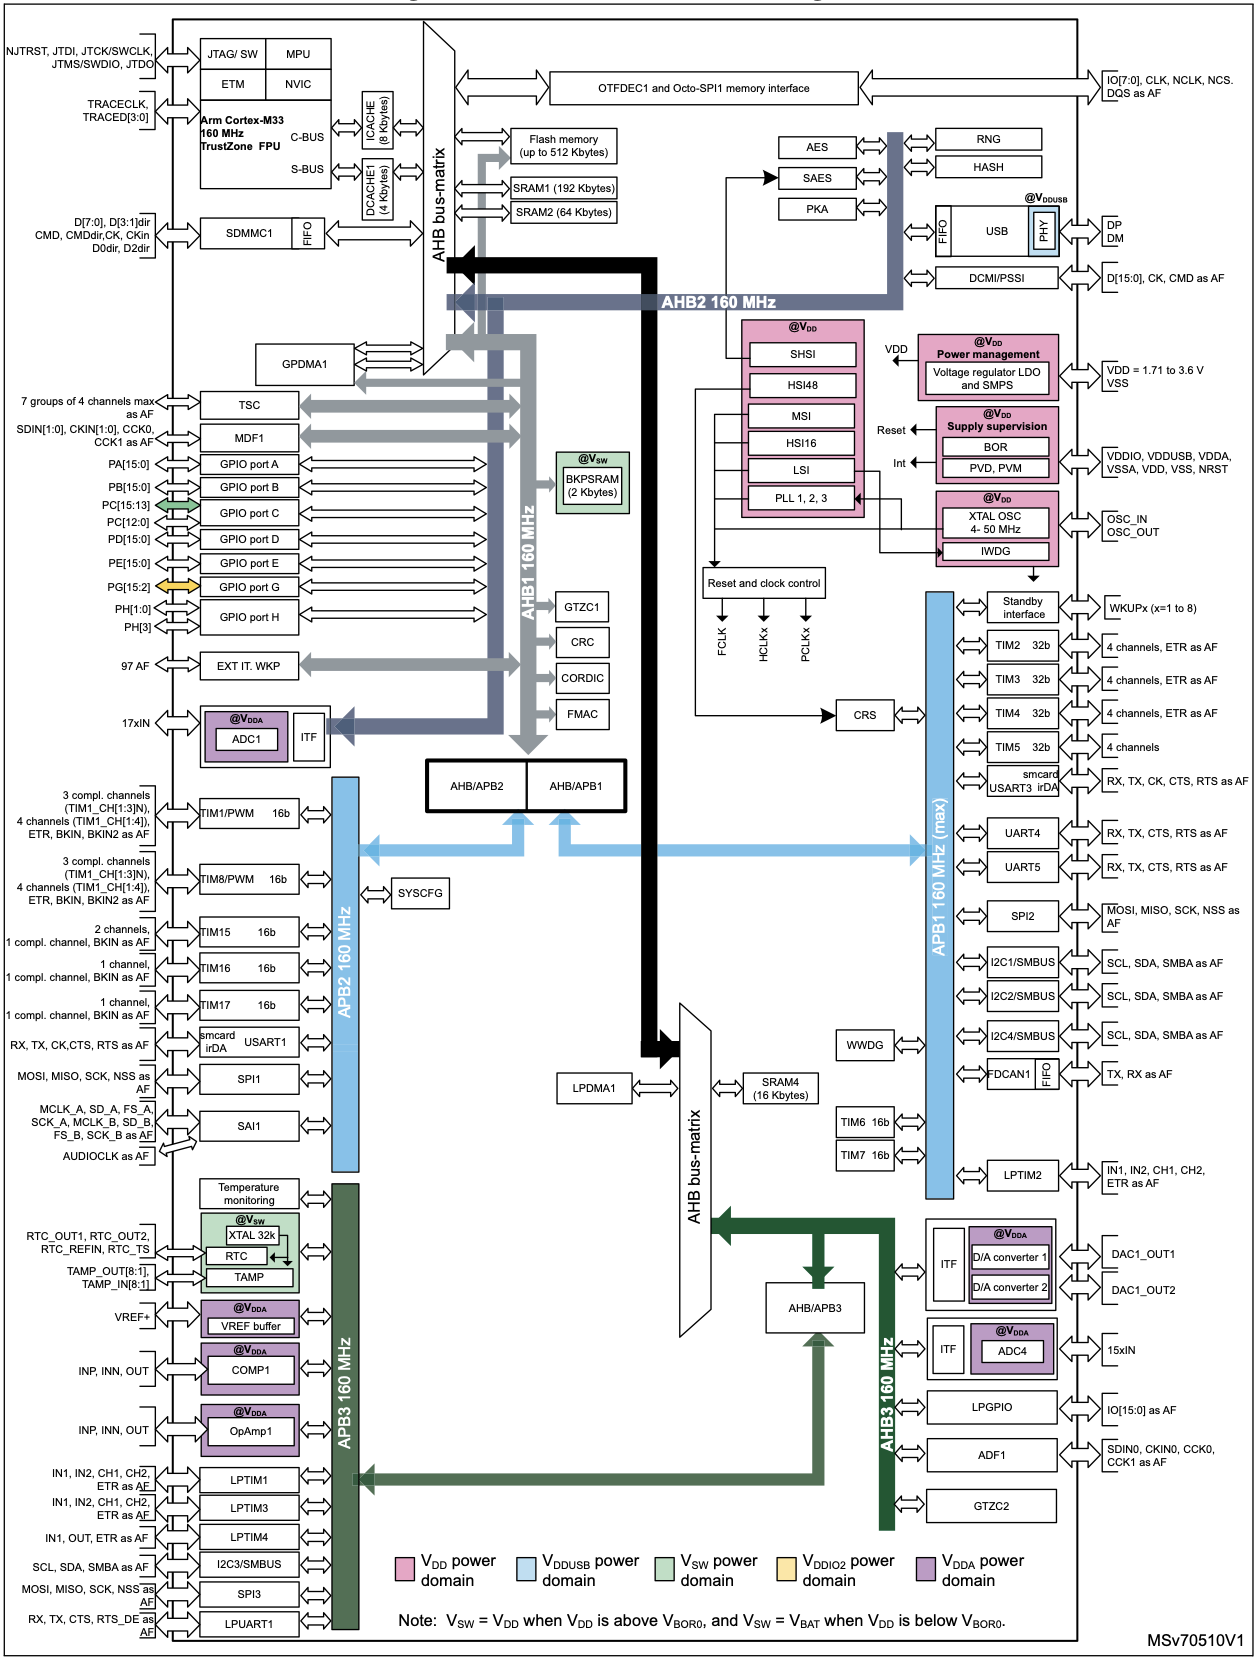 NJTRST, JTDI, JTCK/SWCLK,
JTMS/SWDIO, JTDO
TRACECLK,
TRACED[3:0]
JTAG/ SW
MPU
ETM
NVIC
Arm Cortex-M33
160 MHz
TrustZone FPU
C-BUS
S-BUS
ICACHE
(8 Kbytes)
DCACHE1
(4 Kbytes)
D[7:0], D[3:1]dir
CMD, CMDdir,CK, CKin
D0dir, D2dir
SDMMC1
FIFO
AHB bus-matrix
OTFDEC1 and Octo-SPI1 memory interface
IO[7:0], CLK, NCLK, NCS.
DQS as AF
Flash memory
(up to 512 Kbytes)
SRAM1 (192 Kbytes)
SRAM2 (64 Kbytes)
AES
SAES
PKA
RNG
HASH
@VDDUSB
FIFO
USB
PHY
DP
DM
DCMI/PSSI
D[15:0], CK, CMD as AF
AHB2 160 MHz
GPDMA1
7 groups of 4 channels max
as AF
TSC
SDIN[1:0], CKIN[1:0], CCK0,
CCK1 as AF
MDF1
PA[15:0]
GPIO port A
PB[15:0]
GPIO port B
PC[15:13]
PC[12:0]
GPIO port C
PD[15:0]
GPIO port D
PE[15:0]
GPIO port E
PG[15:2]
GPIO port G
PH[1:0]
PH[3]
GPIO port H
97 AF
EXT IT. WKP
17xIN
@VDDA
ADC1
ITF
AHB1 160 MHz
@VSW
BKPSRAM
(2 Kbytes)
GTZC1
CRC
CORDIC
FMAC
AHB/APB2
AHB/APB1
@VDD
SHSI
HSI48
MSI
HSI16
LSI
PLL 1, 2, 3
Reset and clock control
FCLK
HCLKx
PCLKx
VDD
@VDD
Power management
Voltage regulator LDO
and SMPS
VDD = 1.71 to 3.6 V
VSS
Reset
Int
@VDD
Supply supervision
BOR
PVD, PVM
VDDIO, VDDUSB, VDDA,
VSSA, VDD, VSS, NRST
@VDD
XTAL OSC
4- 50 MHz
IWDG
OSC_IN
OSC_OUT
Standby
interface
WKUPx (x=1 to 8)
TIM2 32b
4 channels, ETR as AF
TIM3 32b
4 channels, ETR as AF
CRS
TIM4 32b
4 channels, ETR as AF
TIM5 32b
4 channels
smcard
USART3 irDA
RX, TX, CK, CTS, RTS as AF
UART4
RX, TX, CTS, RTS as AF
UART5
RX, TX, CTS, RTS as AF
APB1 160 MHz (max)
SPI2
MOSI, MISO, SCK, NSS as
AF
I2C1/SMBUS
SCL, SDA, SMBA as AF
I2C2/SMBUS
SCL, SDA, SMBA as AF
WWDG
I2C4/SMBUS
SCL, SDA, SMBA as AF
FDCAN1
FIFO
TX, RX as AF
TIM6 16b
TIM7 16b
LPTIM2
IN1, IN2, CH1, CH2,
ETR as AF
3 compl. channels
(TIM1_CH[1:3]N),
4 channels (TIM1_CH[1:4]),
ETR, BKIN, BKIN2 as AF
TIM1/PWM 16b
3 compl. channels
(TIM1_CH[1:3]N),
4 channels (TIM1_CH[1:4]),
ETR, BKIN, BKIN2 as AF
TIM8/PWM 16b
SYSCFG
2 channels,
1 compl. channel, BKIN as AF
TIM15 16b
1 channel,
1 compl. channel, BKIN as AF
TIM16 16b
1 channel,
1 compl. channel, BKIN as AF
TIM17 16b
APB2 160 MHz
RX, TX, CK,CTS, RTS as AF
smcard
irDA USART1
MOSI, MISO, SCK, NSS as
AF
SPI1
MCLK_A, SD_A, FS_A,
SCK_A, MCLK_B, SD_B,
FS_B, SCK_B as AF
AUDIOCLK as AF
SAI1
LPDMA1
AHB bus-matrix
SRAM4
(16 Kbytes)
Temperature
monitoring
@VSW
XTAL 32k
RTC
TAMP
RTC_OUT1, RTC_OUT2,
RTC_REFIN, RTC_TS
TAMP_OUT[8:1],
TAMP_IN[8:1]
VREF+
@VDDA
VREF buffer
INP, INN, OUT
@VDDA
COMP1
APB3 160 MHz
INP, INN, OUT
@VDDA
OpAmp1
IN1, IN2, CH1, CH2,
ETR as AF
LPTIM1
IN1, IN2, CH1, CH2,
ETR as AF
LPTIM3
IN1, OUT, ETR as AF
LPTIM4
SCL, SDA, SMBA as AF
I2C3/SMBUS
MOSI, MISO, SCK, NSS as
AF
SPI3
RX, TX, CTS, RTS_DE as
AF
LPUART1
AHB/APB3
AHB3 160 MHz
ITF
@VDDA
D/A converter 1
D/A converter 2
DAC1_OUT1
DAC1_OUT2
ITF
@VDDA
ADC4
15xIN
LPGPIO
IO[15:0] as AF
ADF1
SDIN0, CKIN0, CCK0,
CCK1 as AF
GTZC2
VDD power
domain
VDDUSB power
domain
VSW power
domain
VDDIO2 power
domain
VDDA power
domain
Note: VSW = VDD when VDD is above VBOR0, and VSW = VBAT when VDD is below VBOR0.
MSv70510V1